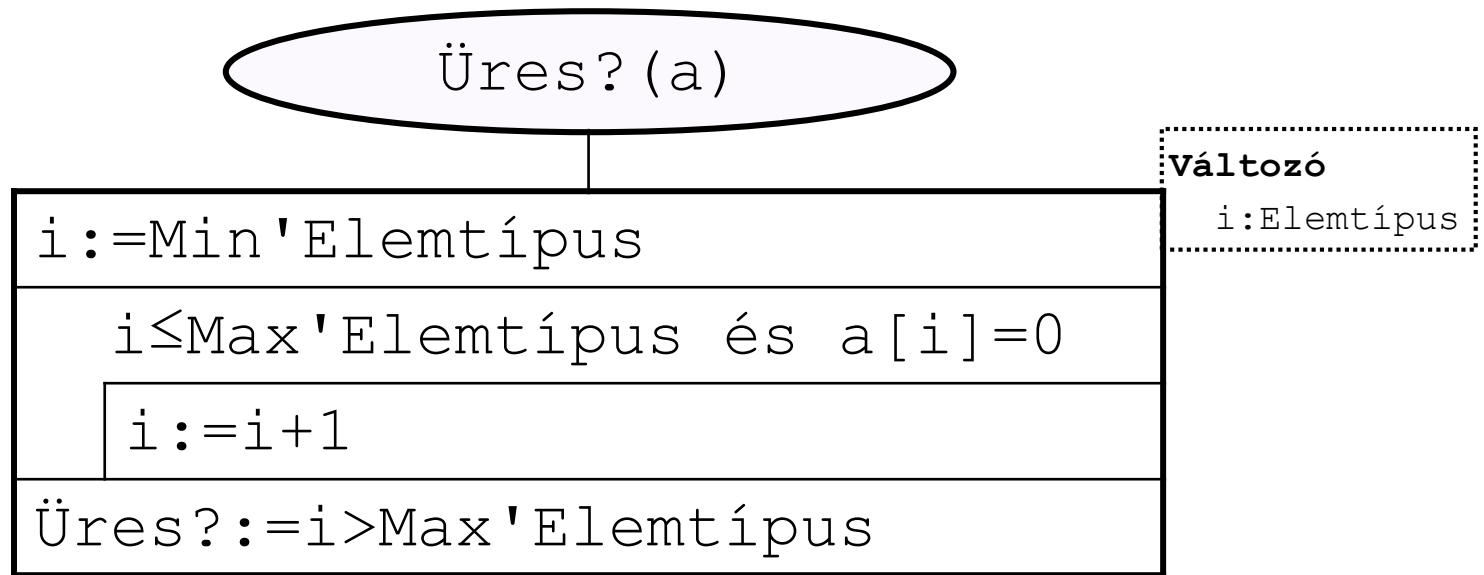 Üres?(a)
Változó
i:Elemtípus
i:=Min'Elemtípus
i≤Max'Elemtípus és a[i]=0
i:=i+1
Üres?:=i>Max'Elemtípus